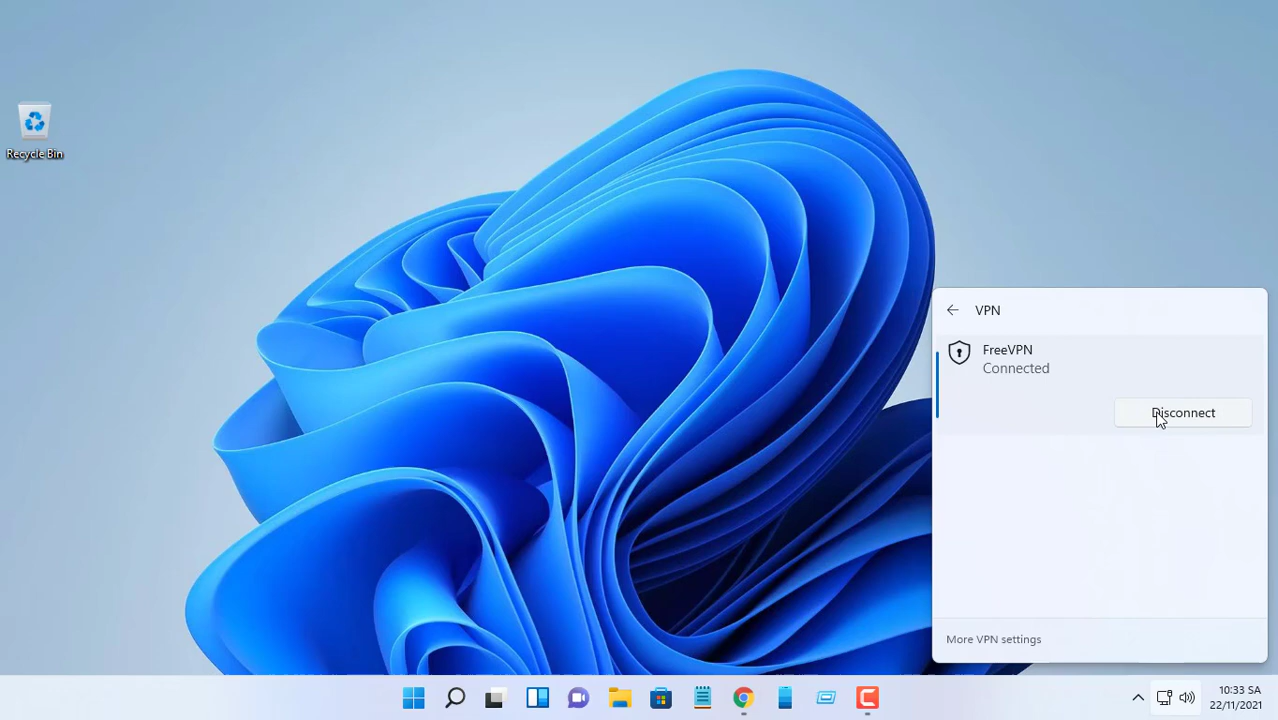 Recycle Bin
VPN
FreeVPN
Connected
Disconnect
More VPN settings
10:33 SA
22/11/2021